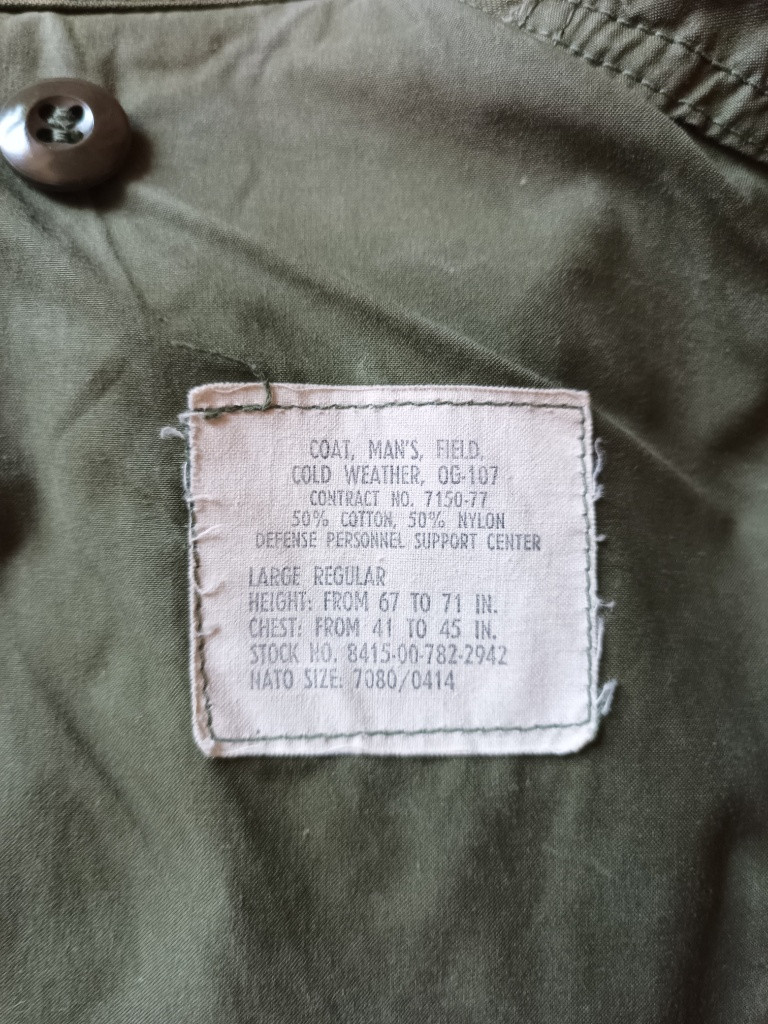 COAT, MAN'S, FIELD,
COLD WEATHER, OG-107
CONTRACT NO. 7150-77
50% COTTON, 50% NYLON
DEFENSE PERSONNEL SUPPORT CENTER
LARGE REGULAR
HEIGHT: FROM 67 TO 71 IN.
CHEST: FROM 41 TO 45 IN.
STOCK NO. 8415-00-782-2942
NATO SIZE: 7080/0414